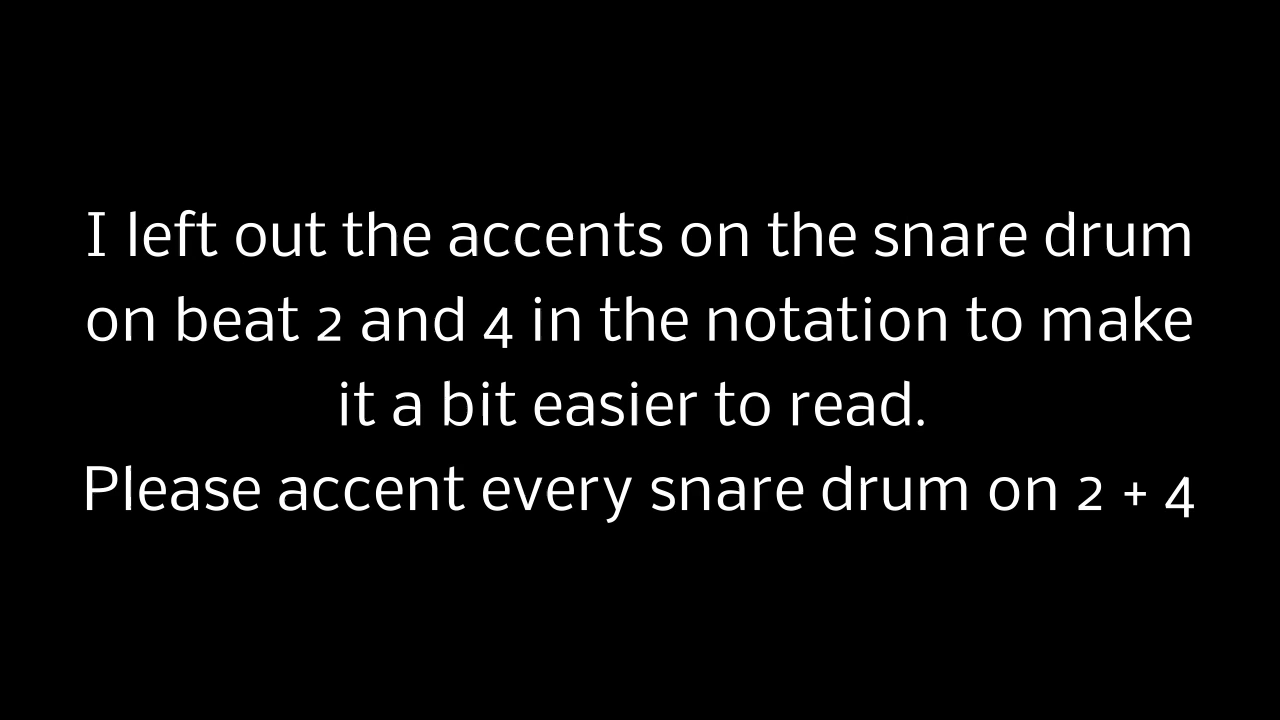 I left out the accents on the snare drum
on beat 2 and 4 in the notation to make
it a bit easier to read.
Please accent every snare drum on 2 + 4